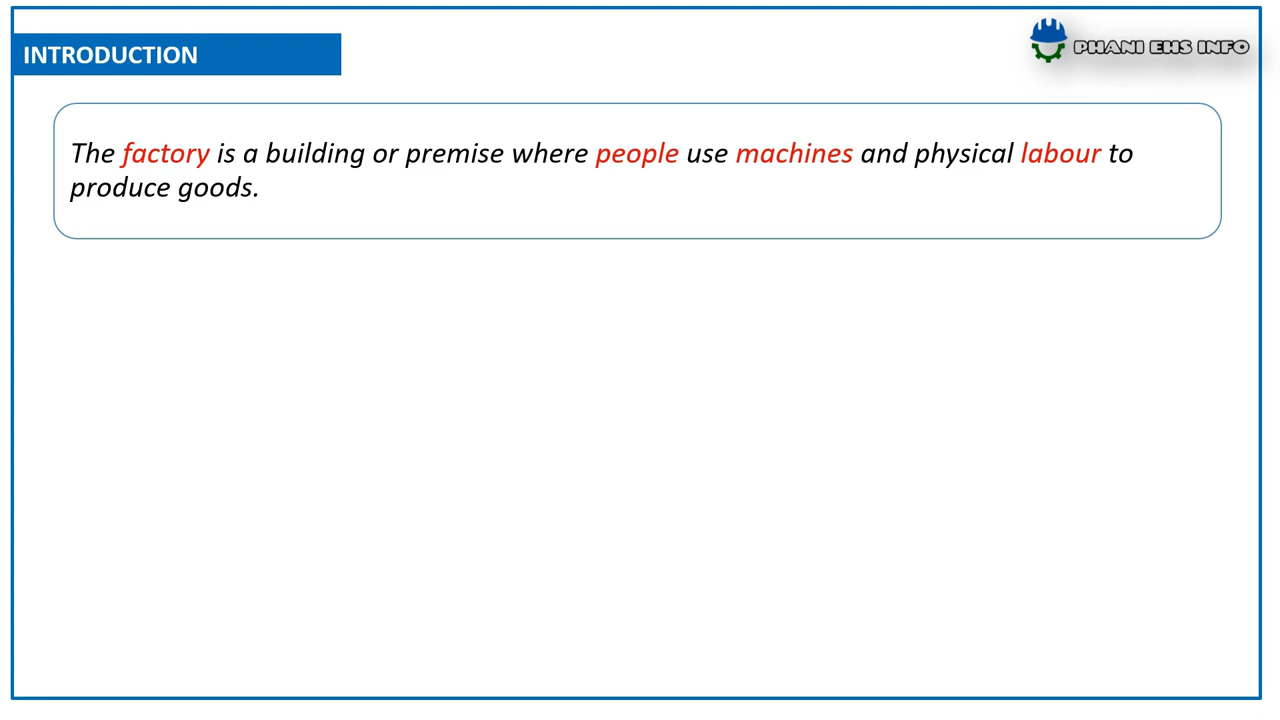 INTRODUCTION
PHANI EHS INFO
The factory is a building or premise where people use machines and physical labour to
produce goods.